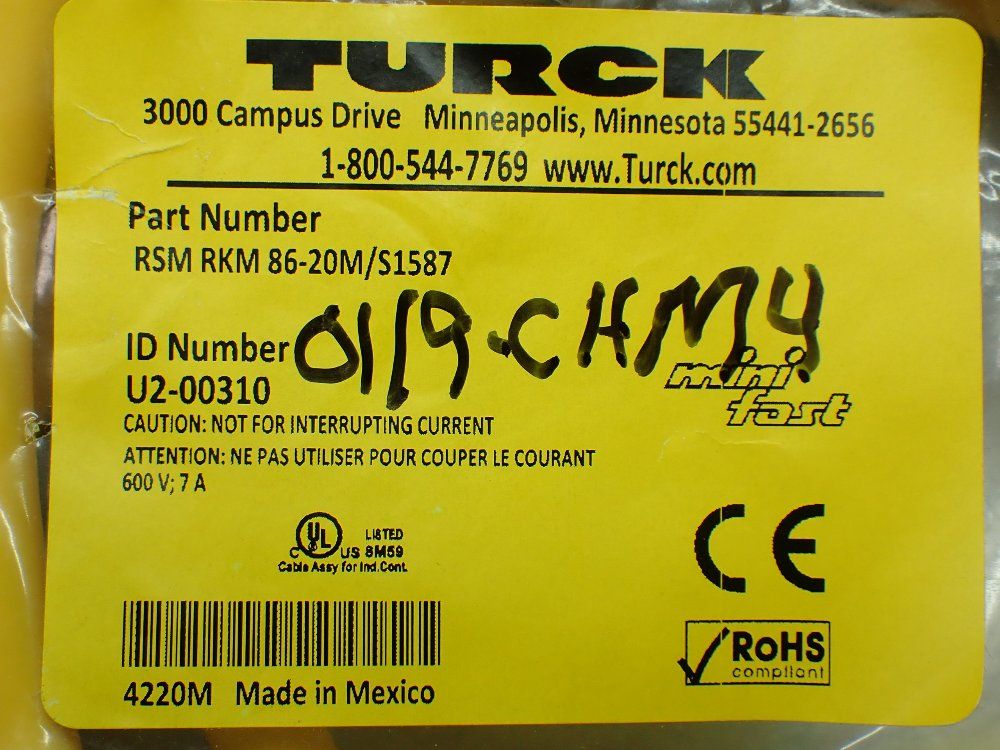 TURCK
3000 Campus Drive Minneapolis, Minnesota 55441-2656
1-800-544-7769 www.Turck.com
Part Number
RSM RKM 86-20M/S1587
0119-CHMY
ID Number
U2-00310
mini
fast
CAUTION: NOT FOR INTERRUPTING CURRENT
ATTENTION: NE PAS UTILISER POUR COUPER LE COURANT
600 V; 7 A
C UL US LISTED
8M59
Cable Assy for Ind.Cont.
CE
RoHS
compliant
4220M Made in Mexico